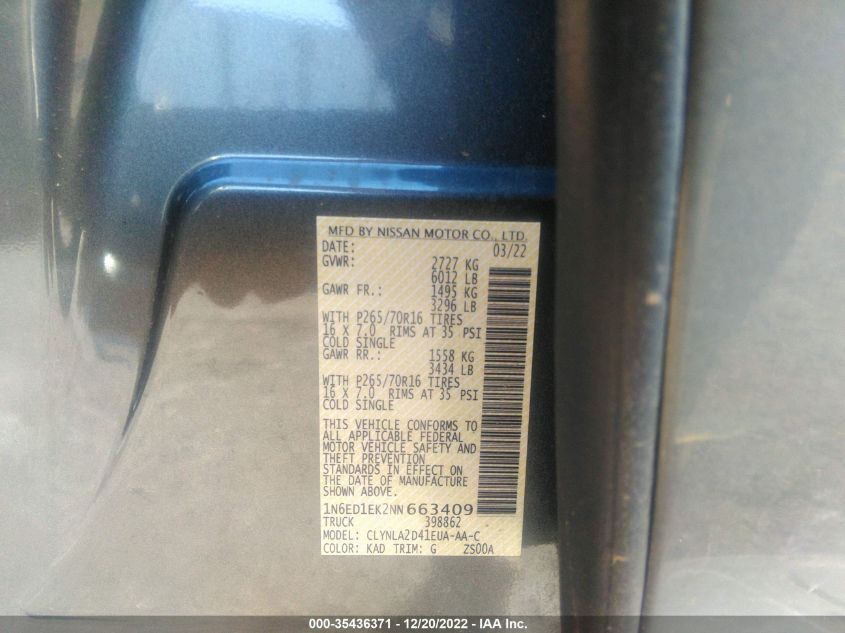 MFD BY NISSAN MOTOR CO., LTD.
DATE: 03/22
GVWR: 2727 KG
6012 LB
GAWR FR.: 1495 KG
3296 LB
WITH P265/70R16 TIRES
16 X 7.0 RIMS AT 35 PSI
COLD SINGLE
GAWR RR.: 1558 KG
3434 LB
WITH P265/70R16 TIRES
16 X 7.0 RIMS AT 35 PSI
COLD SINGLE
THIS VEHICLE CONFORMS TO
ALL APPLICABLE FEDERAL
MOTOR VEHICLE SAFETY AND
THEFT PREVENTION
STANDARDS IN EFFECT ON
THE DATE OF MANUFACTURE
SHOWN ABOVE.
1N6ED1EK2NN663409
TRUCK 398862
MODEL: CLYNLA2D41EUA-AA-C
COLOR: KAD TRIM: G ZS00A
000-35436371 - 12/20/2022 - IAA Inc.